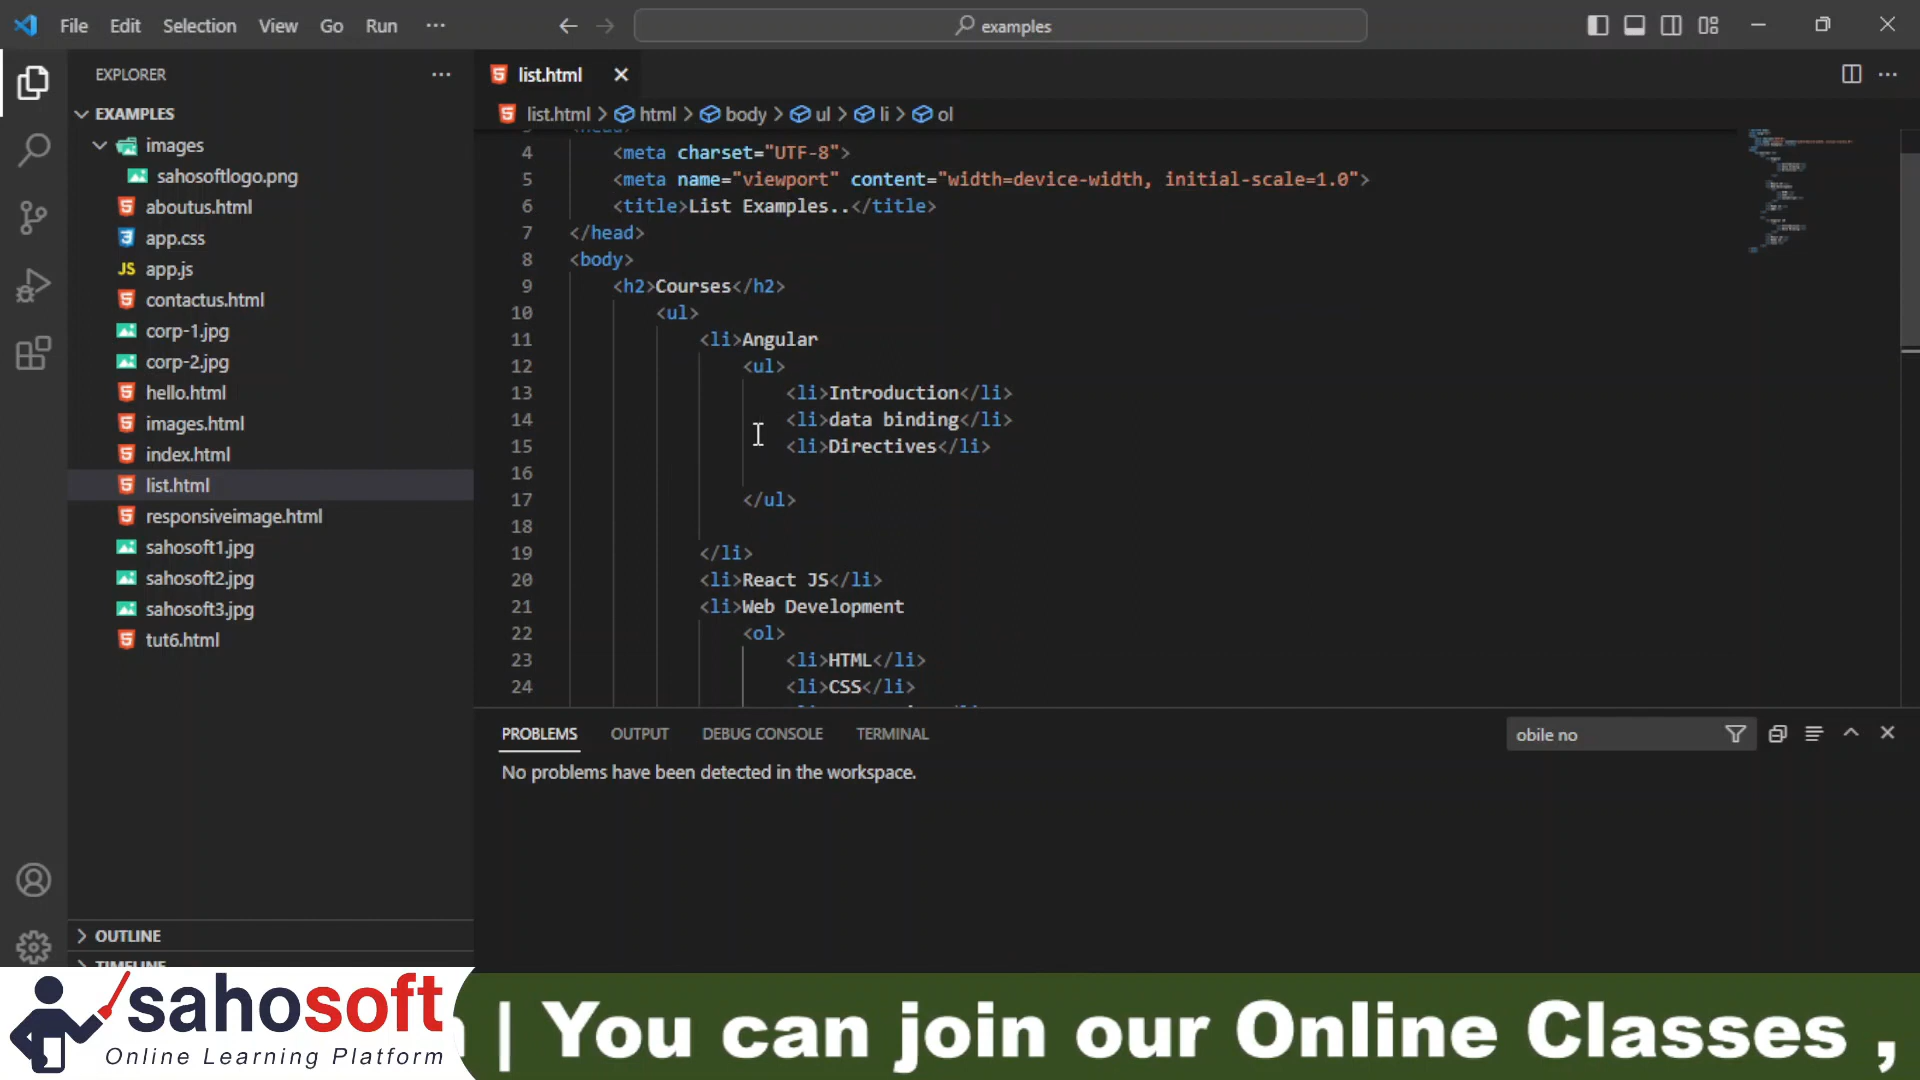 File Edit Selection View Go Run ··· examples
EXPLORER ···
EXAMPLES
images
sahosoftlogo.png
aboutus.html
app.css
JS app.js
contactus.html
corp-1.jpg
corp-2.jpg
hello.html
images.html
index.html
list.html
responsiveimage.html
sahosoft1.jpg
sahosoft2.jpg
sahosoft3.jpg
tut6.html
OUTLINE
TIMELINE
list.html
list.html > html > body > ul > li > ol
4 <meta charset="UTF-8">
5 <meta name="viewport" content="width=device-width, initial-scale=1.0">
6 <title>List Examples..</title>
7 </head>
8 <body>
9 <h2>Courses</h2>
10 <ul>
11 <li>Angular
12 <ul>
13 <li>Introduction</li>
14 <li>data binding</li>
15 <li>Directives</li>
16
17 </ul>
18
19 </li>
20 <li>React JS</li>
21 <li>Web Development
22 <ol>
23 <li>HTML</li>
24 <li>CSS</li>
PROBLEMS OUTPUT DEBUG CONSOLE TERMINAL obile no
No problems have been detected in the workspace.
sahosoft
Online Learning Platform
| You can join our Online Classes ,